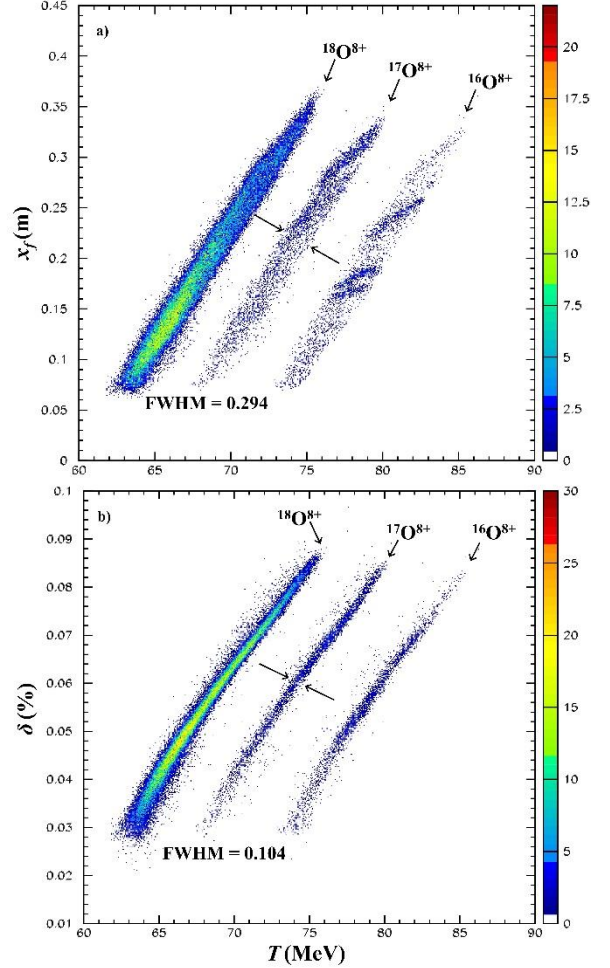 a)
¹⁸O⁸⁺
¹⁷O⁸⁺
¹⁶O⁸⁺
x_f(m)
0.45
0.4
0.35
0.3
0.25
0.2
0.15
0.1
0.05
0
FWHM = 0.294
60 65 70 75 80 85 90
20
17.5
15
12.5
10
7.5
5
2.5
0
b)
¹⁸O⁸⁺
¹⁷O⁸⁺
¹⁶O⁸⁺
δ (%)
0.1
0.09
0.08
0.07
0.06
0.05
0.04
0.03
0.02
0.01
FWHM = 0.104
60 65 70 75 80 85 90
T (MeV)
30
25
20
15
10
5
0